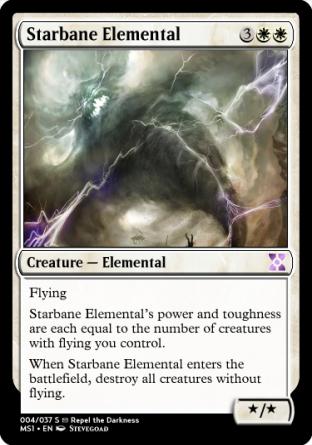 Starbane Elemental 3
Creature — Elemental
Flying
Starbane Elemental's power and toughness
are each equal to the number of creatures
with flying you control.
When Starbane Elemental enters the
battlefield, destroy all creatures without
flying.
*/*
004/037 S Repel the Darkness
MS1 • EN Stevegoad